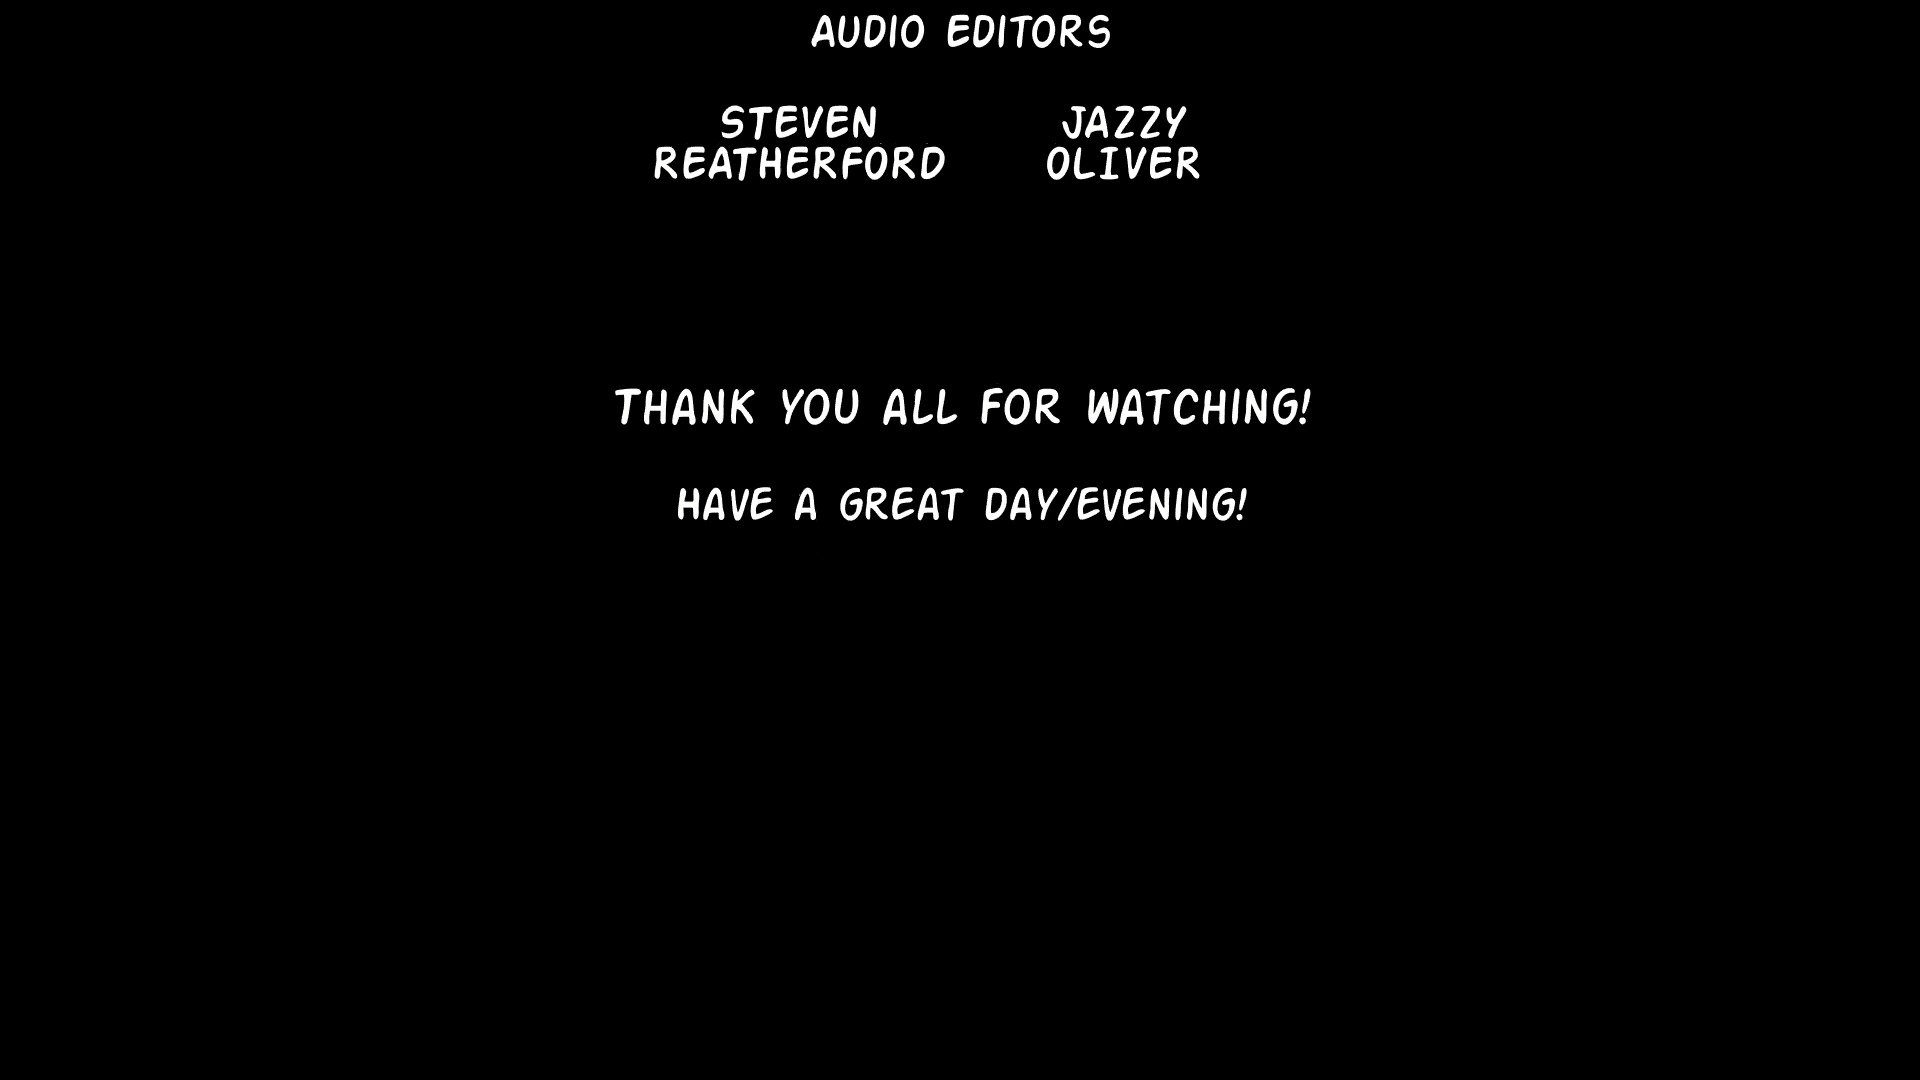 AUDIO EDITORS
STEVEN
REATHERFORD
JAZZY
OLIVER
THANK YOU ALL FOR WATCHING!
HAVE A GREAT DAY/EVENING!